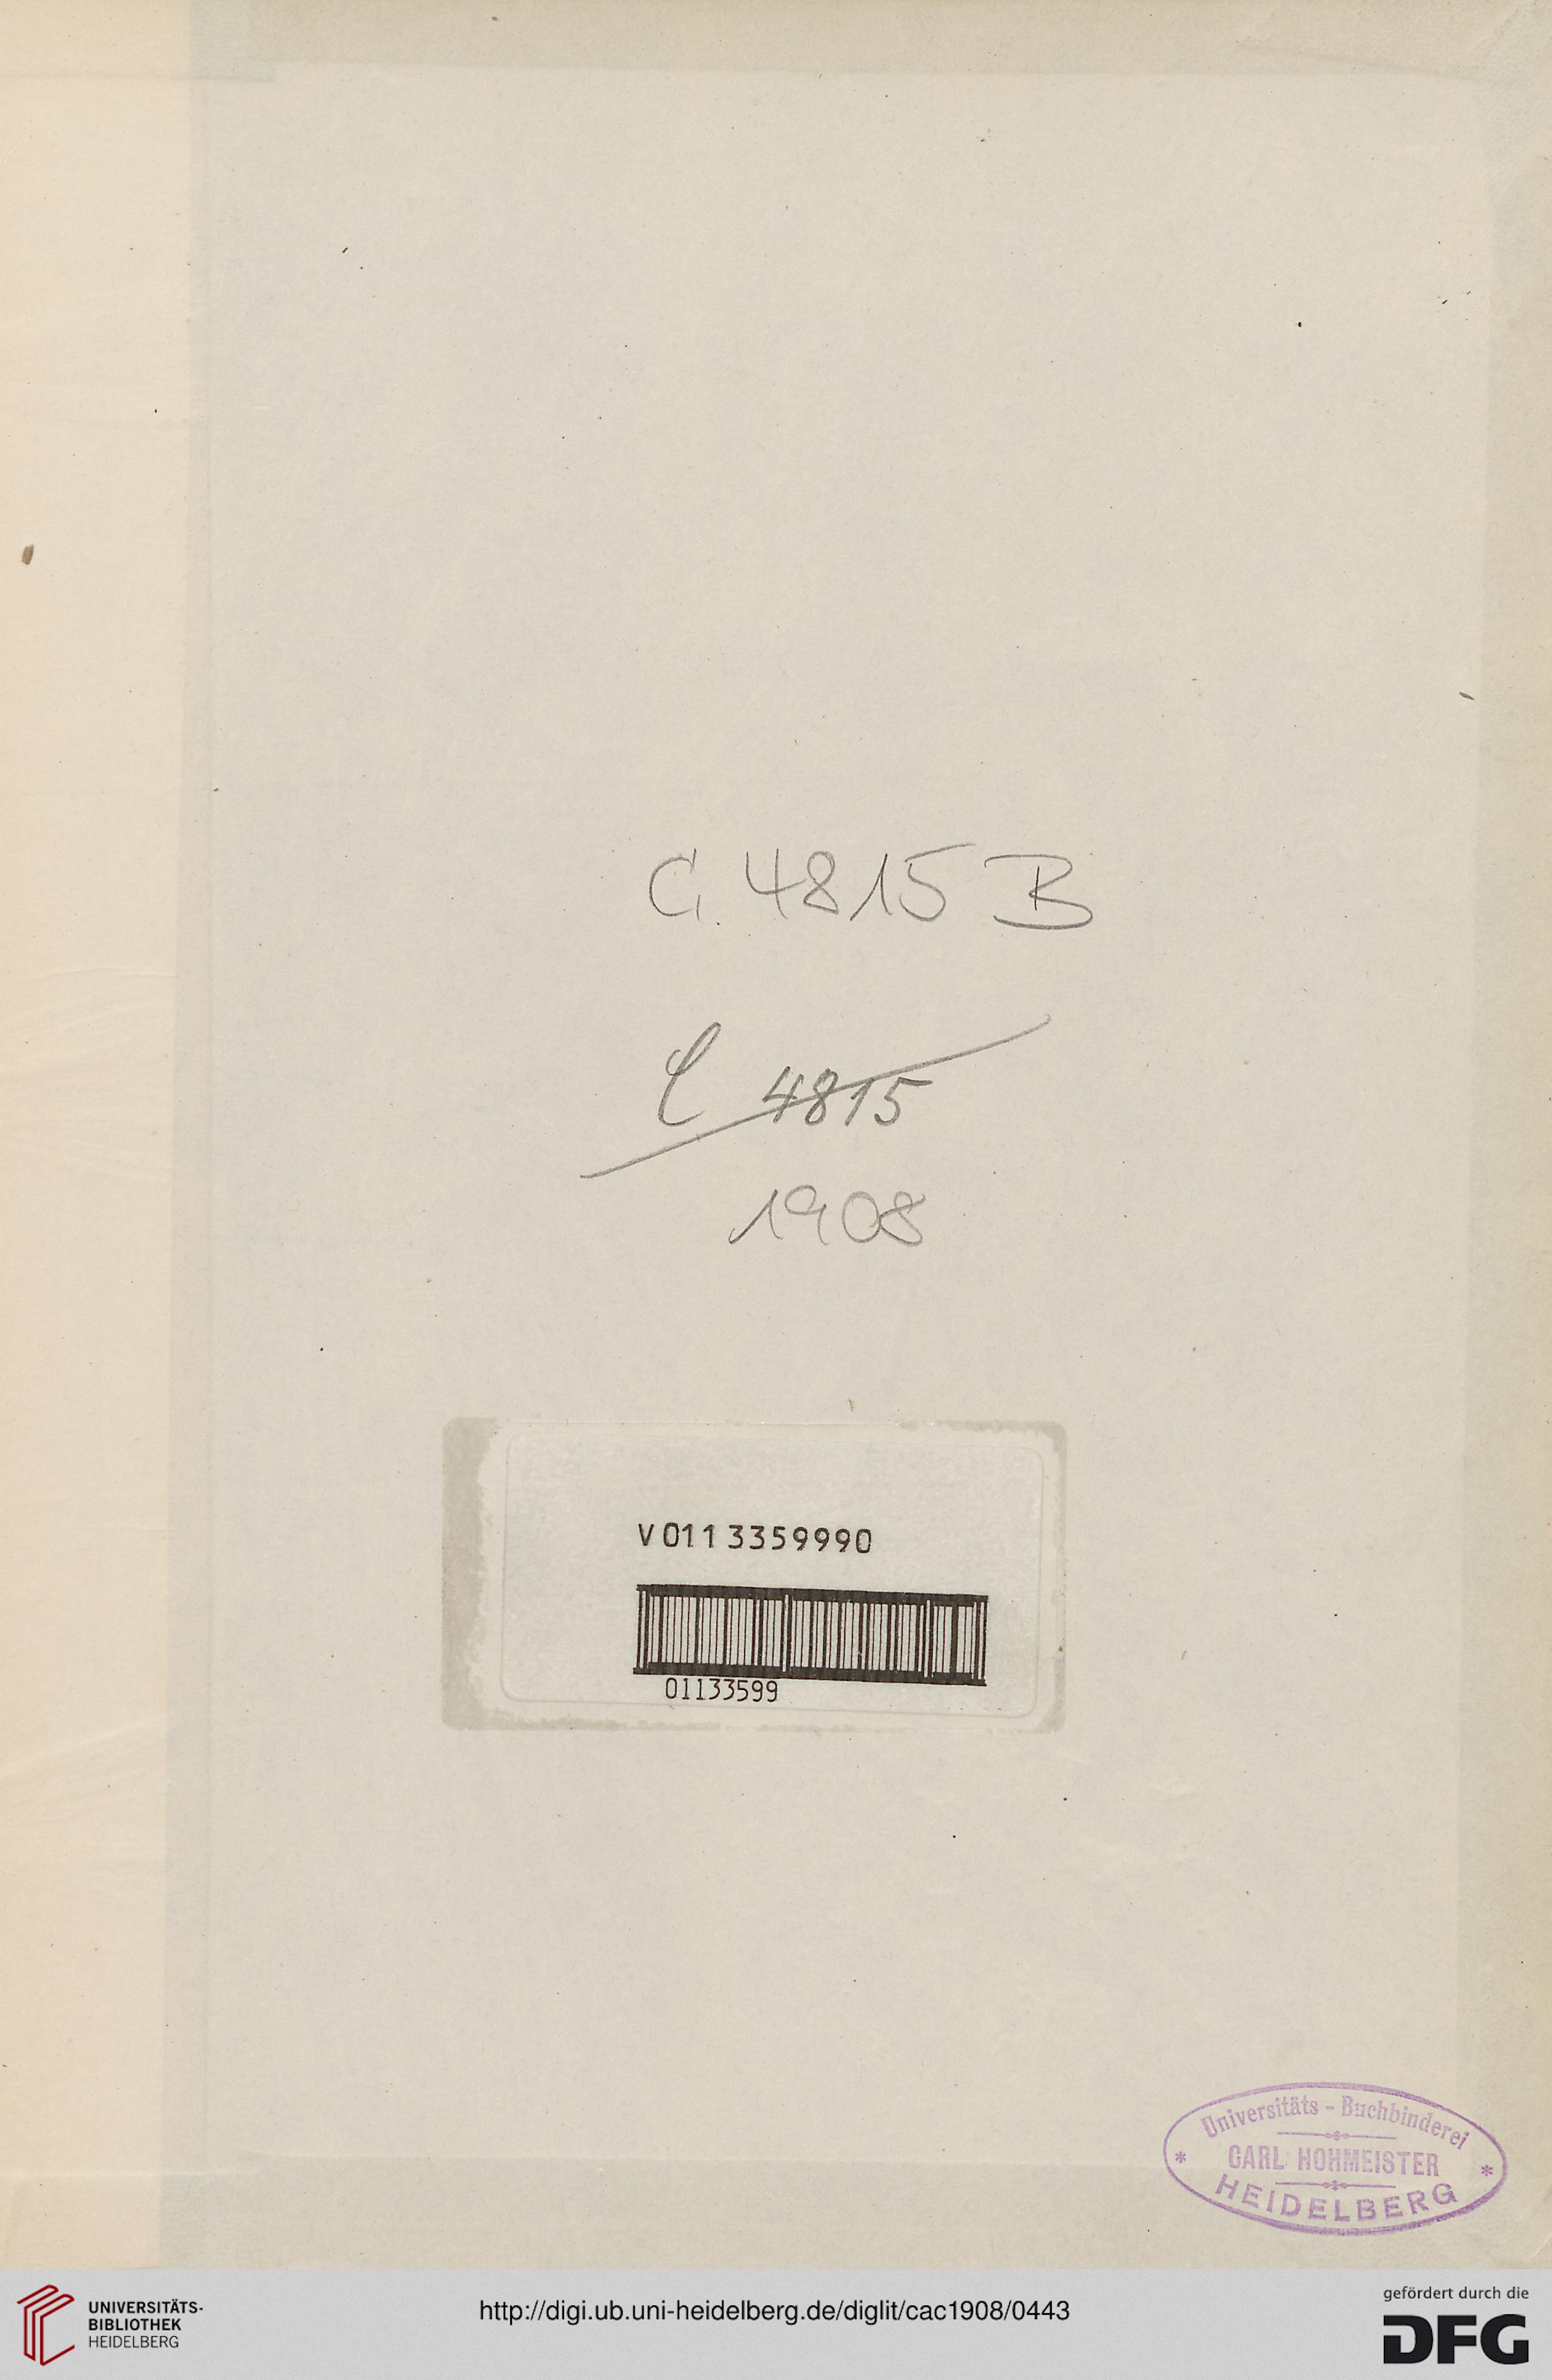 C. 4815 B
C 4815
1908
V0113359990
01133599
Universitäts - Buchbinderei
CARL HOHMEISTER
* HEIDELBERG *
UNIVERSITÄTS-
BIBLIOTHEK
HEIDELBERG
http://digi.ub.uni-heidelberg.de/diglit/cac1908/0443
gefördert durch die
DFG